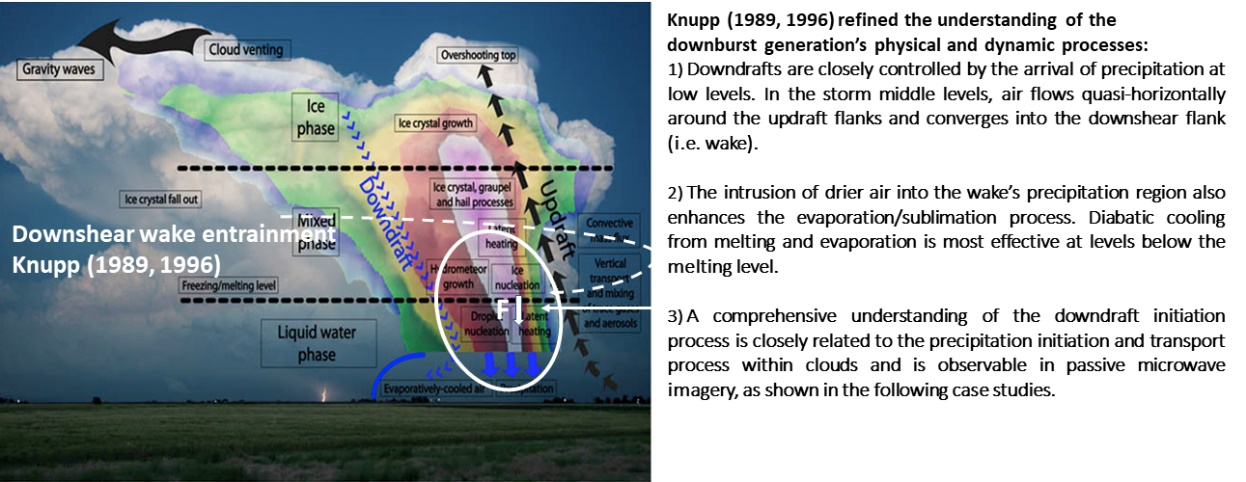 Cloud venting
Gravity waves
Overshooting top
Ice
phase
Ice crystal growth
Ice crystal, graupel
and hail processes
Ice crystal fall out
Mixed
phase
Downdraft
Updraft
Latent
heating
Convective
mass flux
Downshear wake entrainment
Knupp (1989, 1996)
Vertical
transport
and mixing
of trace gases
and aerosols
Hydrometeor
growth
Ice
nucleation
Freezing/melting level
F
Droplet
nucleation
Latent
heating
Liquid water
phase
Evaporatively-cooled air
Precipitation
Knupp (1989, 1996) refined the understanding of the
downburst generation’s physical and dynamic processes:
1) Downdrafts are closely controlled by the arrival of precipitation at
low levels. In the storm middle levels, air flows quasi-horizontally
around the updraft flanks and converges into the downshear flank
(i.e. wake).
2) The intrusion of drier air into the wake’s precipitation region also
enhances the evaporation/sublimation process. Diabatic cooling
from melting and evaporation is most effective at levels below the
melting level.
3) A comprehensive understanding of the downdraft initiation
process is closely related to the precipitation initiation and transport
process within clouds and is observable in passive microwave
imagery, as shown in the following case studies.